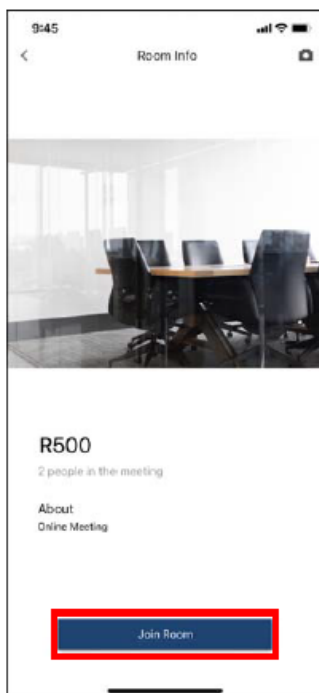 9:45
Room Info
R500
2 people in the meeting
About
Online Meeting
Join Room